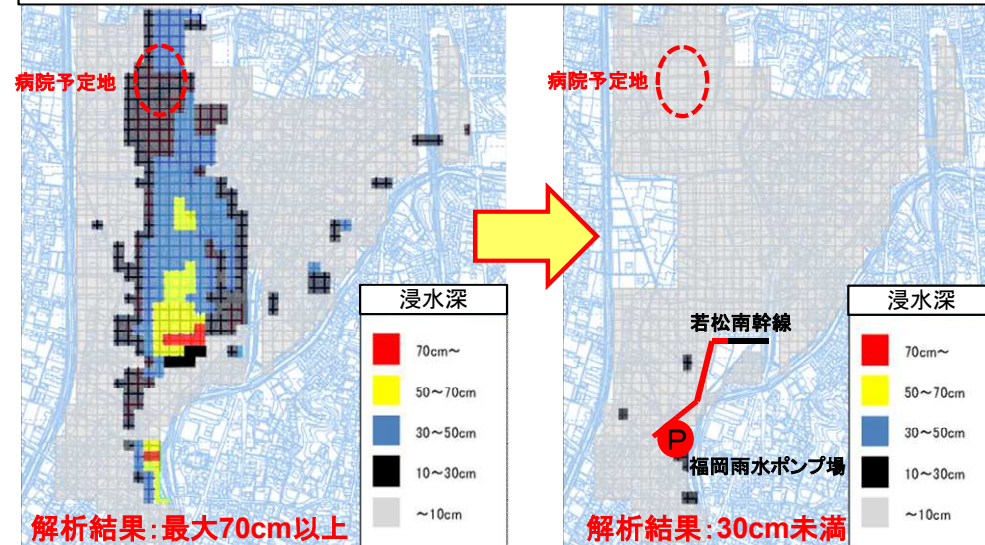 病院予定地
浸水深
70cm～
50～70cm
30～50cm
10～30cm
～10cm
解析結果：最大70cm以上
病院予定地
若松南幹線
P
福岡雨水ポンプ場
浸水深
70cm～
50～70cm
30～50cm
10～30cm
～10cm
解析結果：30cm未満